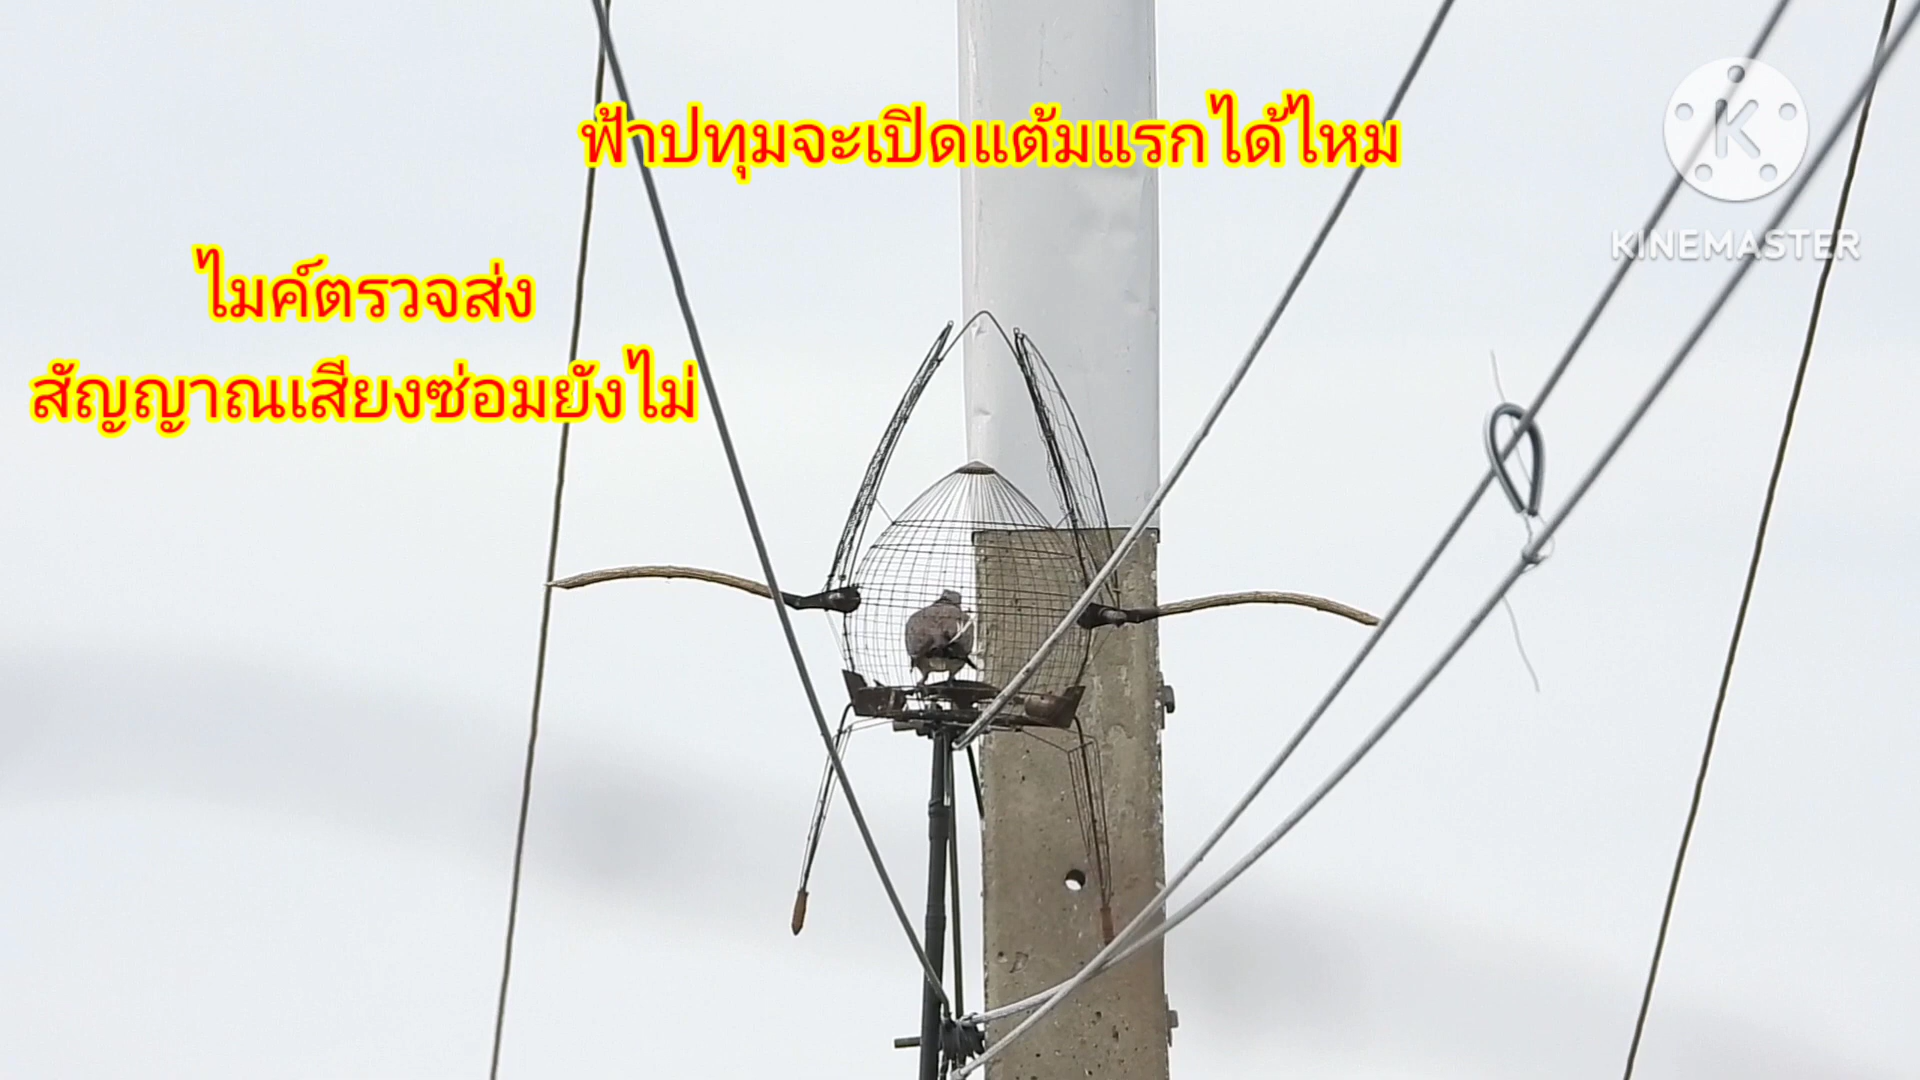 ฟ้าปทุมจะเปิดแต้มแรกได้ไหม
K
KINEMASTER
ไมค์ตรวจส่ง
สัญญาณเสียงซ่อมยังไม่